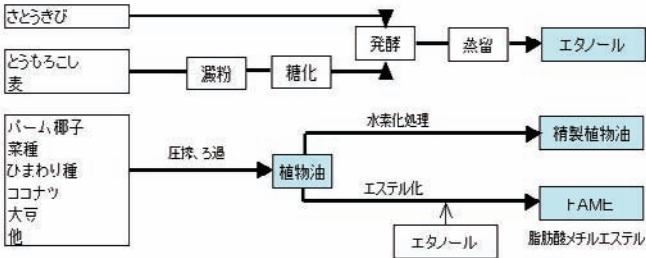 さとうきび
とうもろこし
麦
澱粉
糖化
発酵
蒸留
エタノール
パーム椰子
菜種
ひまわり種
ココナツ
大豆
他
圧搾、ろ過
植物油
水素化処理
精製植物油
エステル化
エタノール
FAME
脂肪酸メチルエステル